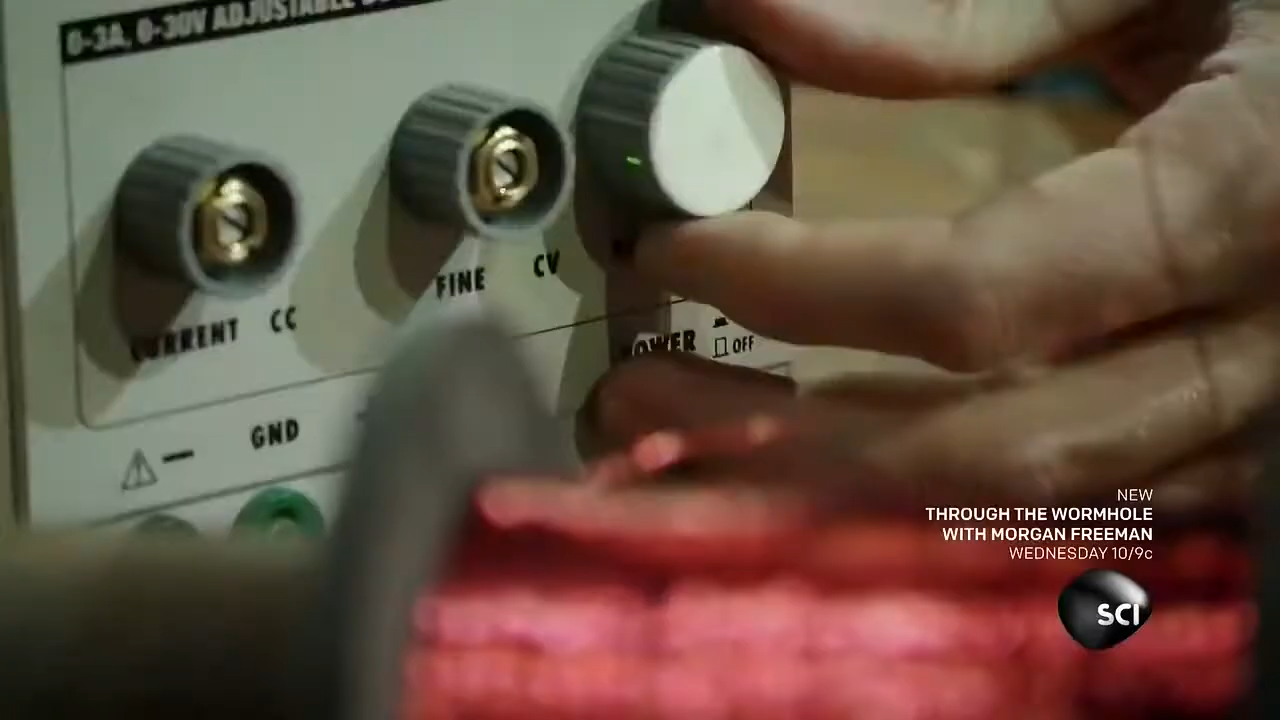 0-3A, 0-30V ADJUSTABLE
FINE CV
CURRENT CC
POWER OFF
GND
NEW
THROUGH THE WORMHOLE
WITH MORGAN FREEMAN
WEDNESDAY 10/9c
SCI